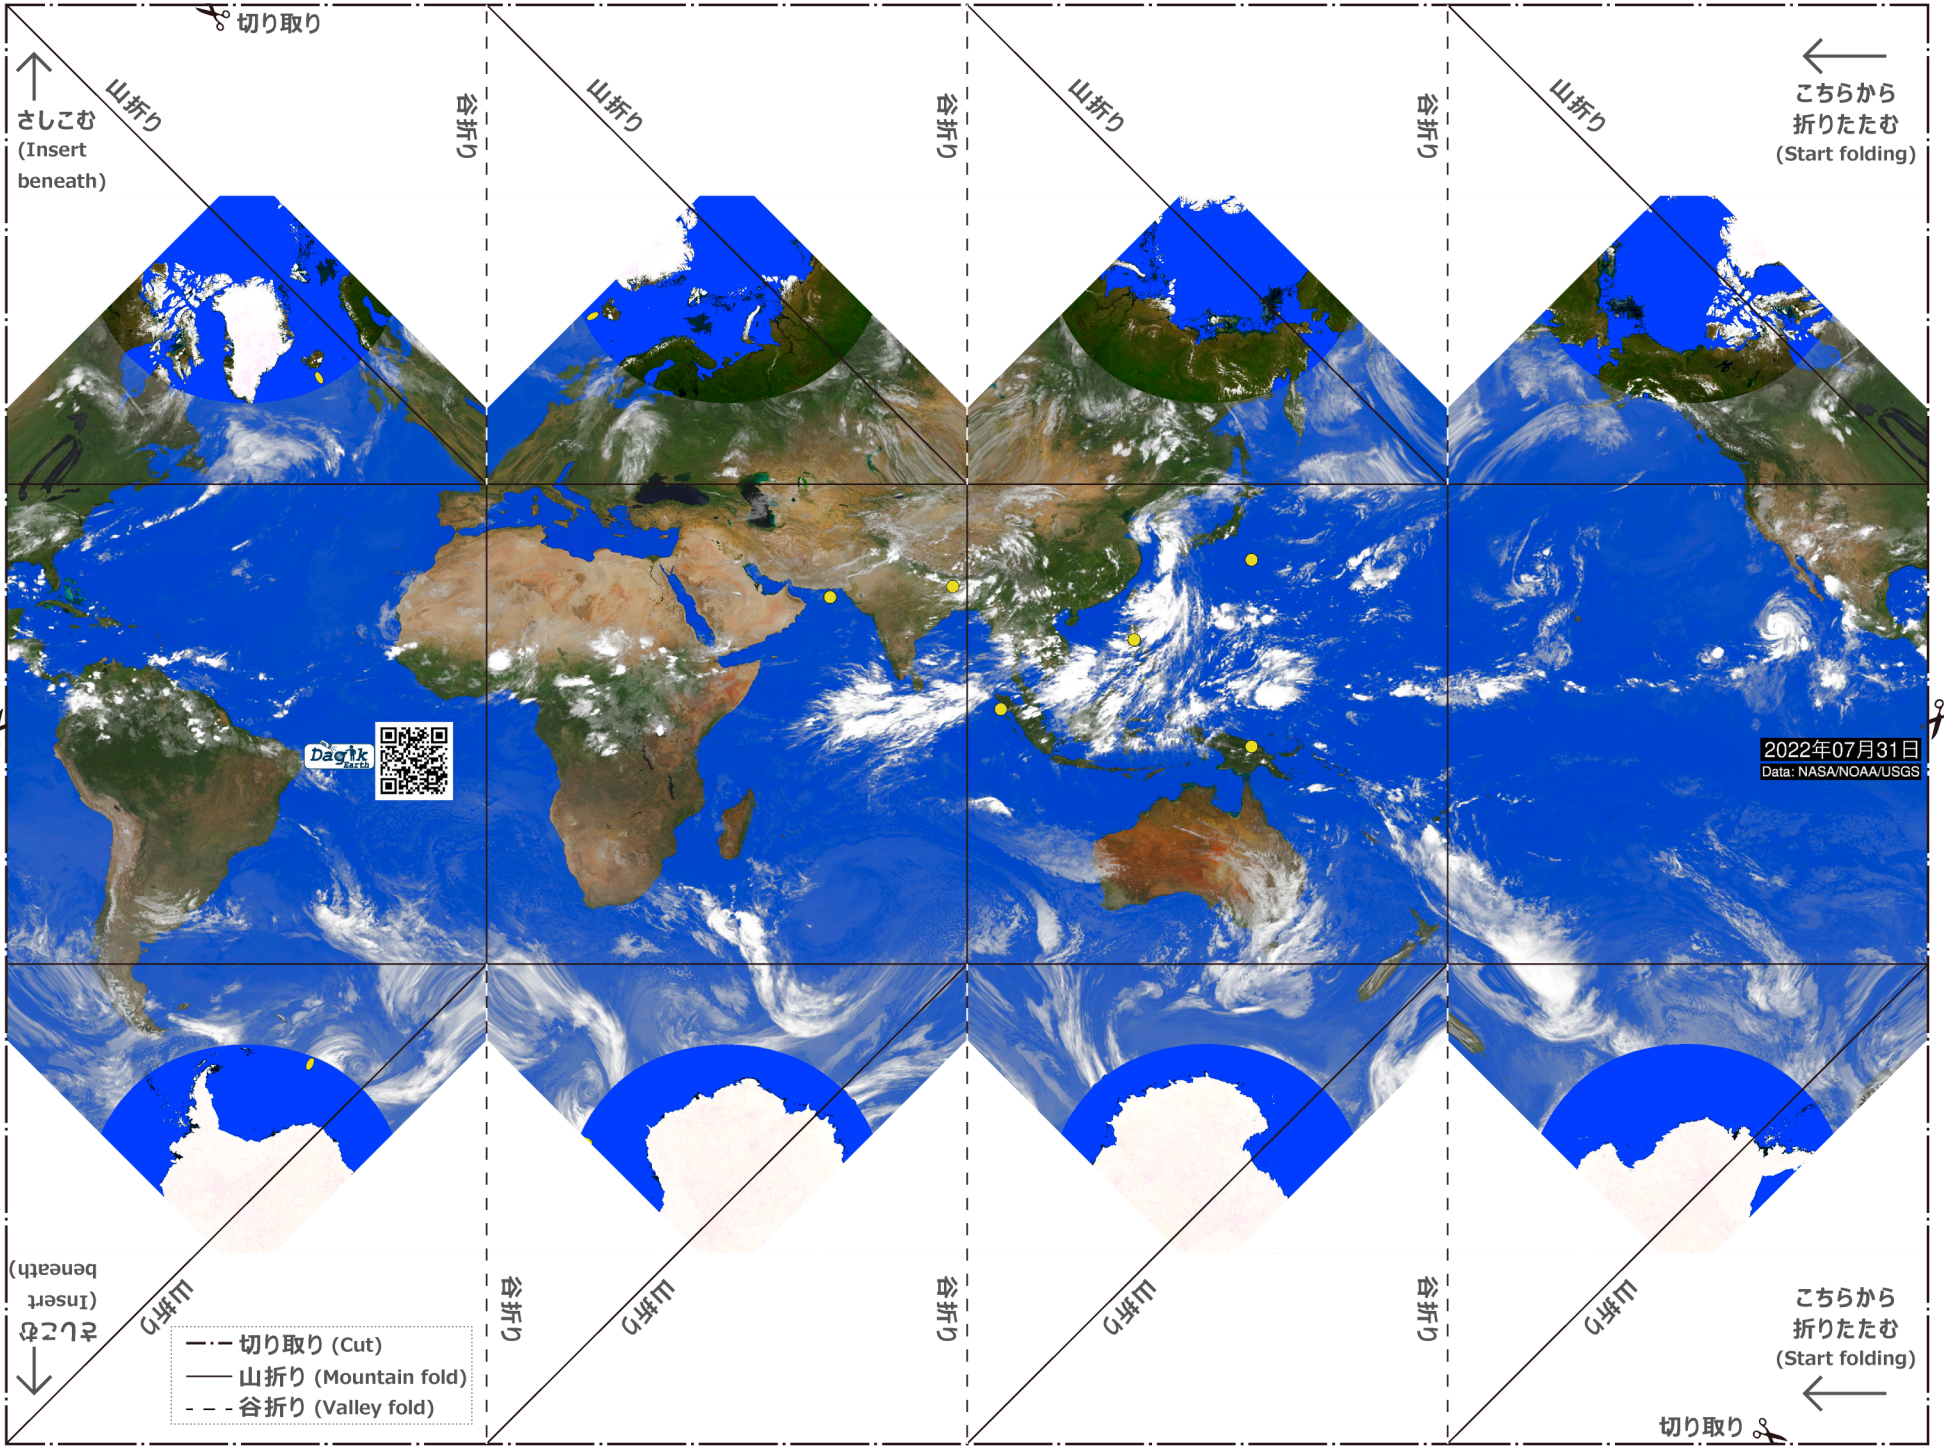 切り取り
山折り
谷折り
山折り
谷折り
山折り
谷折り
山折り
さしこむ
(Insert
beneath)
こちらから
折りたたむ
(Start folding)
Dagik
Earth
2022年07月31日
Data: NASA/NOAA/USGS
さしこむ
(Insert
beneath)
山折り
谷折り
山折り
谷折り
山折り
谷折り
山折り
こちらから
折りたたむ
(Start folding)
切り取り (Cut)
山折り (Mountain fold)
谷折り (Valley fold)
切り取り